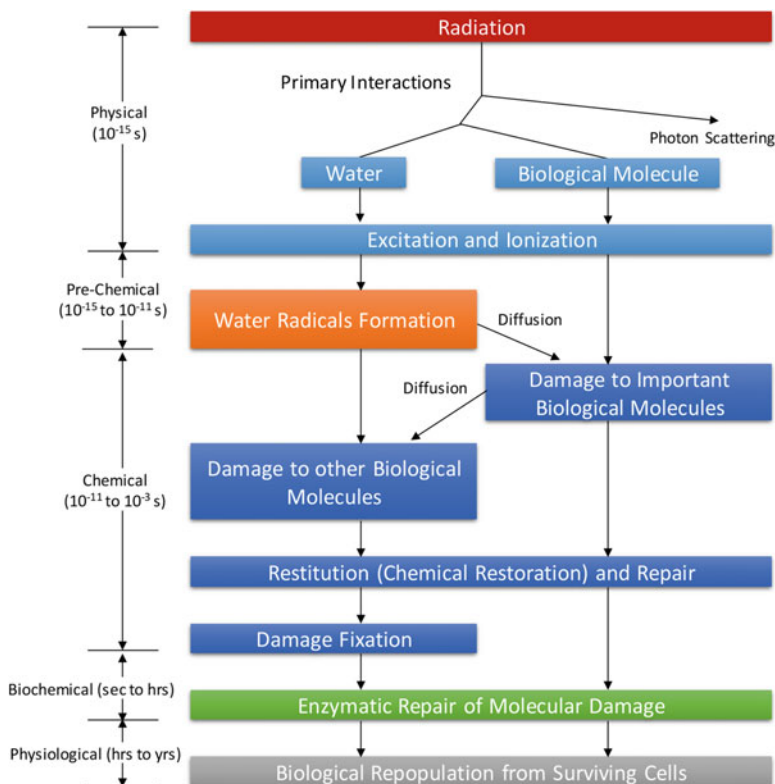 Radiation
Primary Interactions
Physical
(10⁻¹⁵ s)
Photon Scattering
Water
Biological Molecule
Excitation and Ionization
Pre-Chemical
(10⁻¹⁵ to 10⁻¹¹ s)
Water Radicals Formation
Diffusion
Diffusion
Damage to Important
Biological Molecules
Chemical
(10⁻¹¹ to 10⁻³ s)
Damage to other Biological
Molecules
Restitution (Chemical Restoration) and Repair
Damage Fixation
Biochemical (sec to hrs)
Enzymatic Repair of Molecular Damage
Physiological (hrs to yrs)
Biological Repopulation from Surviving Cells